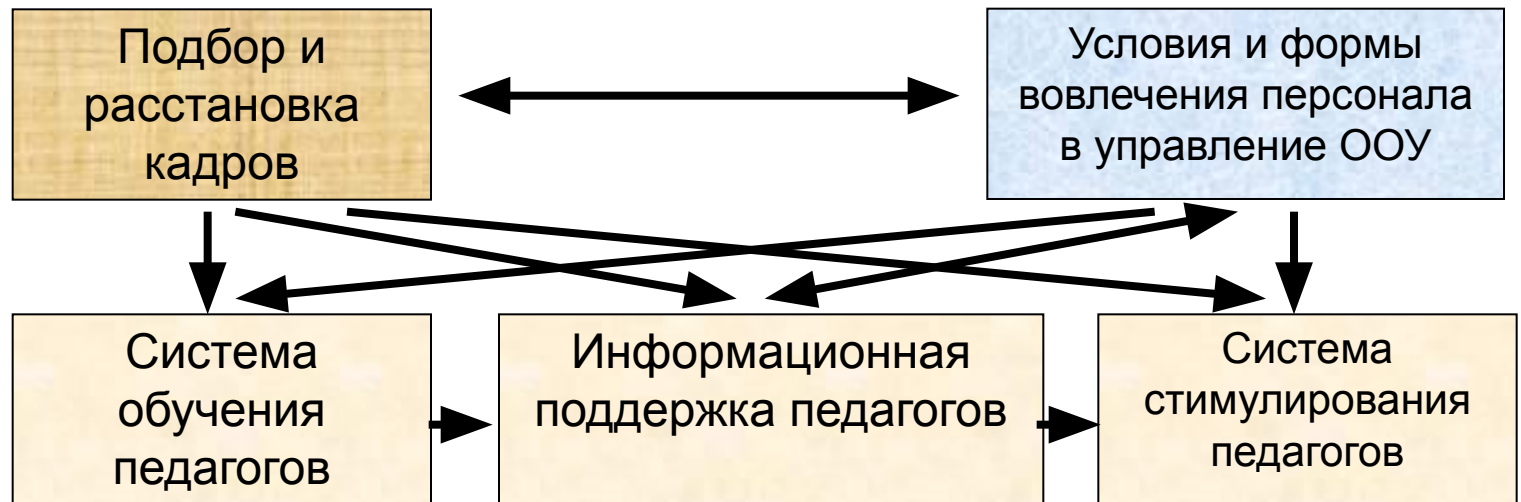 Подбор и
расстановка
кадров
Условия и формы
вовлечения персонала
в управление ООУ
Система
обучения
педагогов
Информационная
поддержка педагогов
Система
стимулирования
педагогов